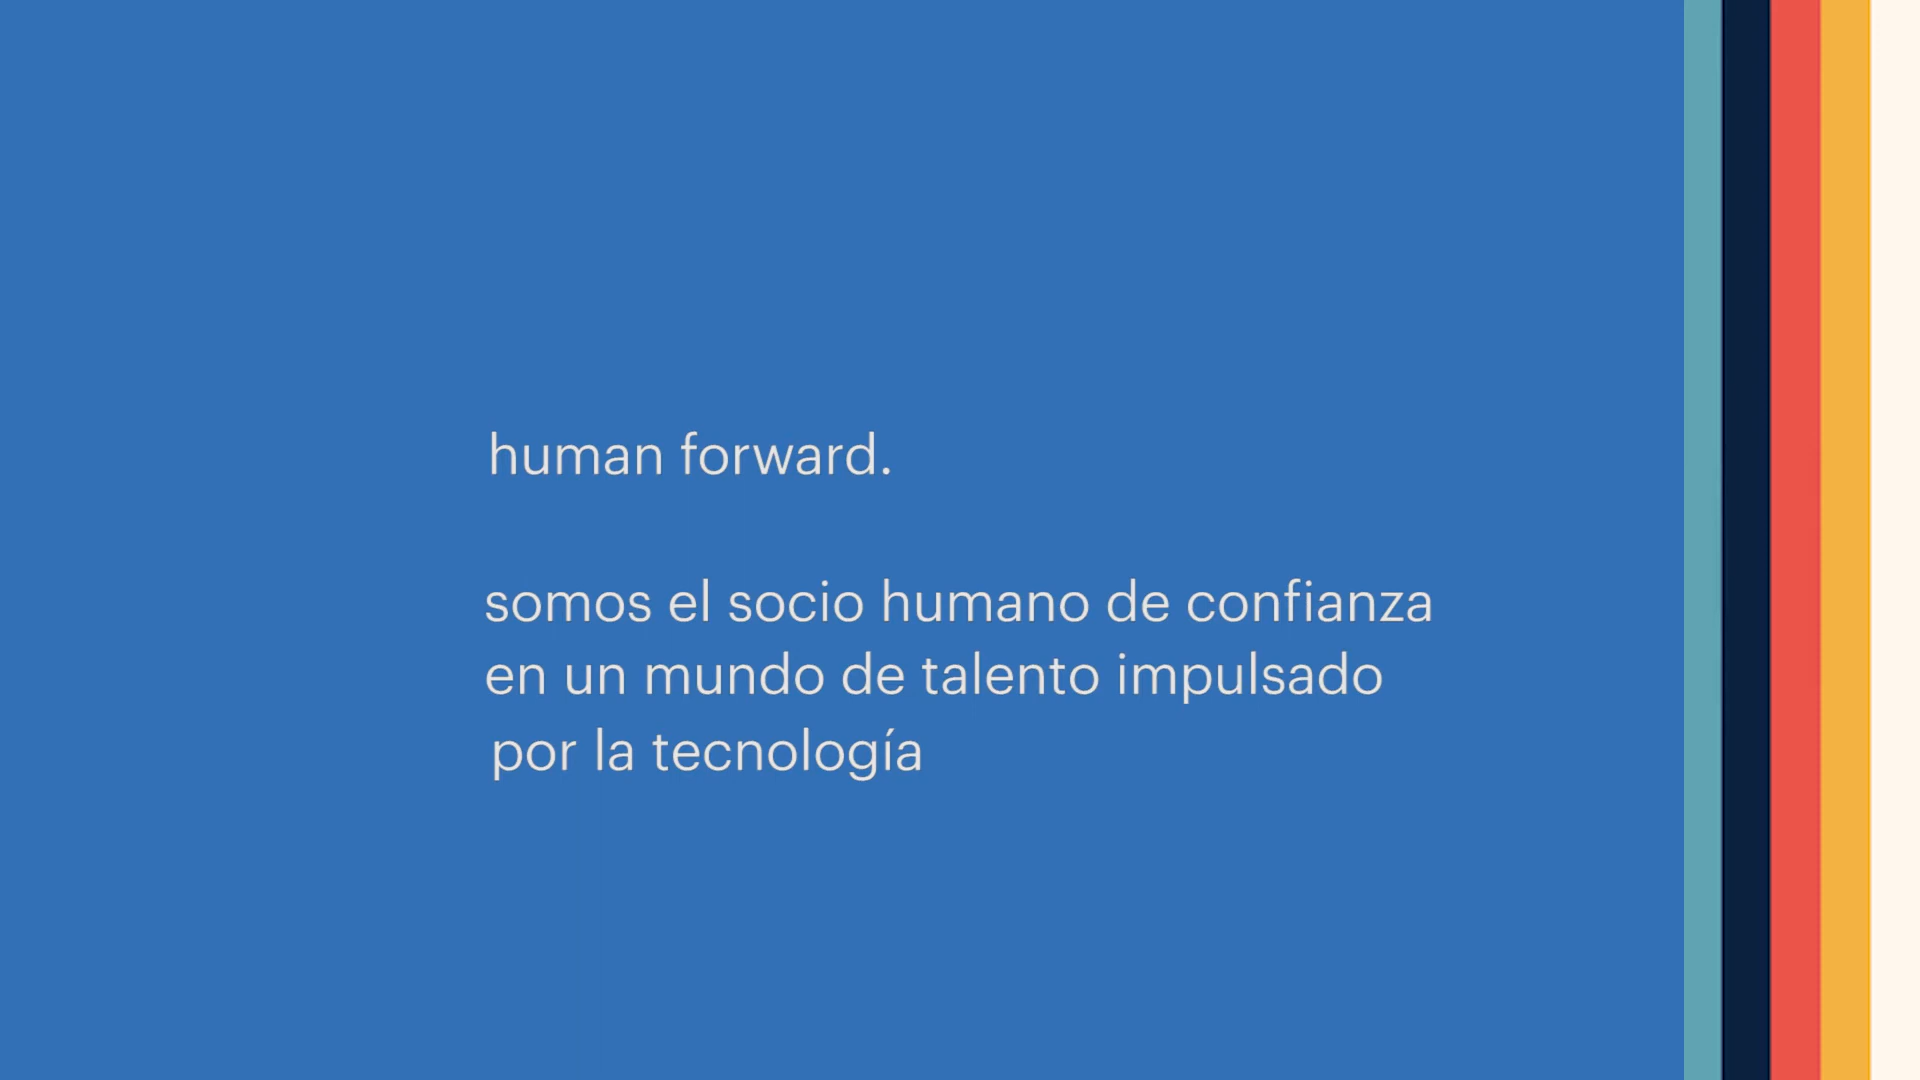 human forward.
somos el socio humano de confianza
en un mundo de talento impulsado
por la tecnología